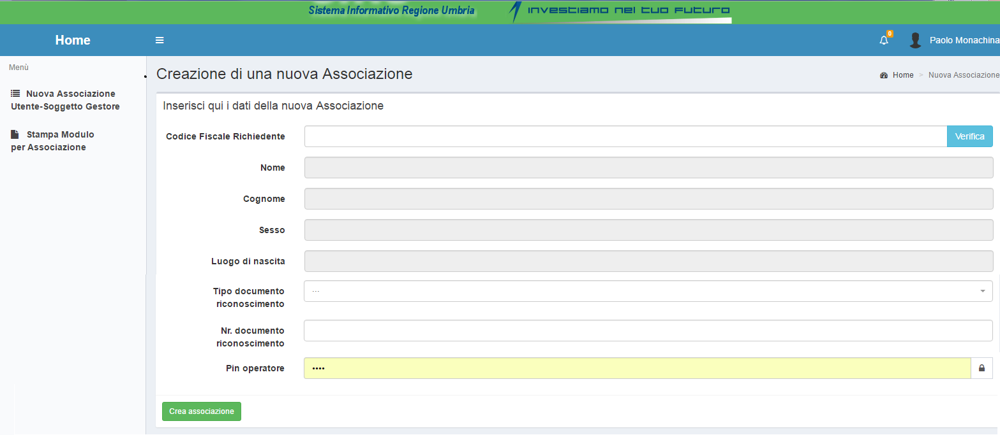 Sistema Informativo Regione Umbria
investiamo nel tuo futuro
Home
0
Paolo Monachina
Menù
Creazione di una nuova Associazione
Home > Nuova Associazione
Nuova Associazione
Utente-Soggetto Gestore
Stampa Modulo
per Associazione
Inserisci qui i dati della nuova Associazione
Codice Fiscale Richiedente
Verifica
Nome
Cognome
Sesso
Luogo di nascita
Tipo documento
riconoscimento
---
Nr. documento
riconoscimento
Pin operatore
••••
Crea associazione